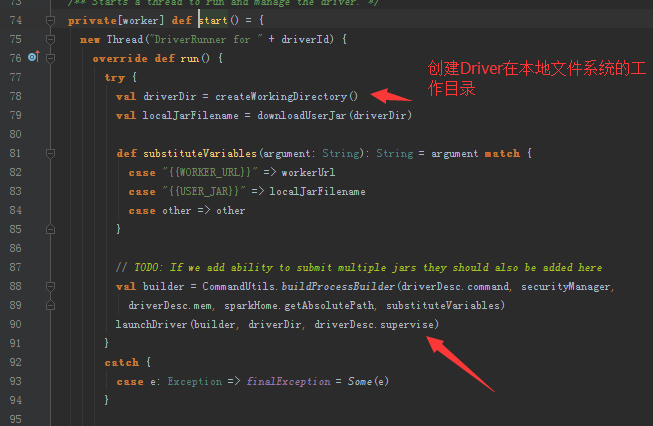 73 /** Starts a thread to run and manage the driver. */
74 private[worker] def start() = {
75 new Thread("DriverRunner for " + driverId) {
76 override def run() {
77 try {
78 val driverDir = createWorkingDirectory()
79 val localJarFilename = downloadUserJar(driverDir)
80
81 def substituteVariables(argument: String): String = argument match {
82 case "{{WORKER_URL}}" => workerUrl
83 case "{{USER_JAR}}" => localJarFilename
84 case other => other
85 }
86
87 // TODO: If we add ability to submit multiple jars they should also be added here
88 val builder = CommandUtils.buildProcessBuilder(driverDesc.command, securityManager,
89 driverDesc.mem, sparkHome.getAbsolutePath, substituteVariables)
90 launchDriver(builder, driverDir, driverDesc.supervise)
91 }
92 catch {
93 case e: Exception => finalException = Some(e)
94 }
95
创建Driver在本地文件系统的工
作目录